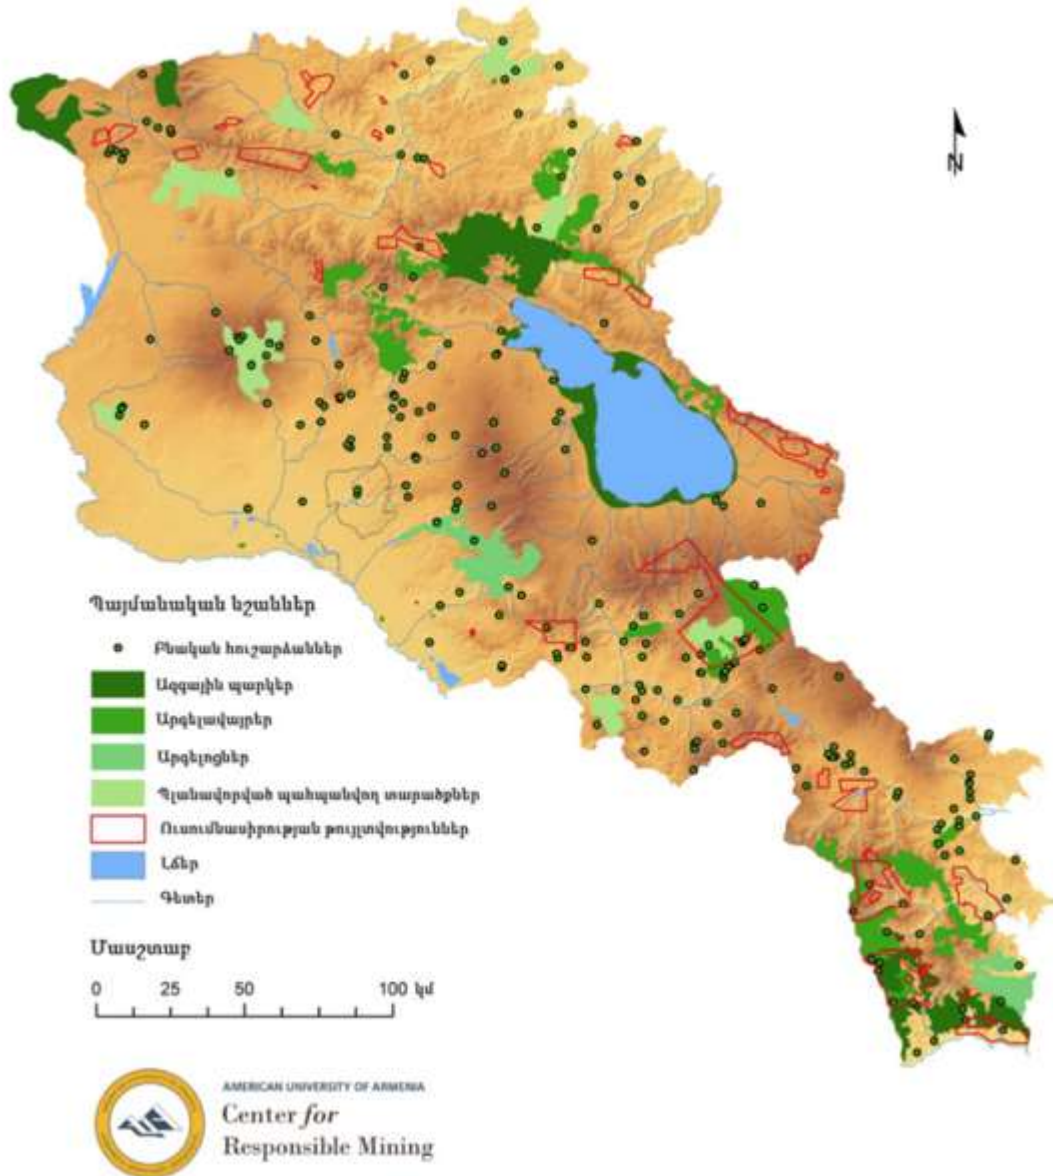 N
Պայմանական նշաններ
Բնական հուշարձաններ
Ազգային պարկեր
Արգելավայրեր
Արգելոցներ
Պլանավորված պահպանվող տարածքներ
Ուսումնասիրության թույլտվություններ
Լճեր
Գետեր
Մասշտաբ
0 25 50 100 կմ
AMERICAN UNIVERSITY OF ARMENIA
Center for
Responsible Mining